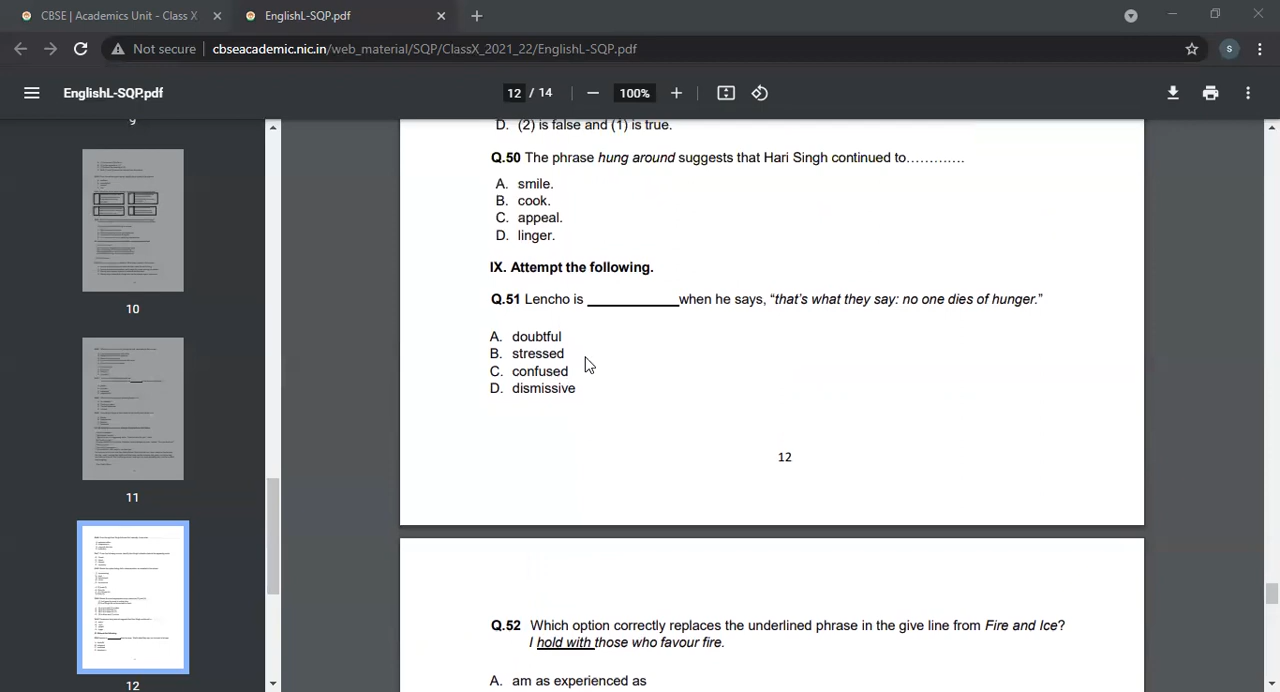 CBSE | Academics Unit - Class X
EnglishL-SQP.pdf
Not secure
cbseacademic.nic.in/web_material/SQP/ClassX_2021_22/EnglishL-SQP.pdf
S
EnglishL-SQP.pdf
12 / 14
100%
9
10
11
12
D. (2) is false and (1) is true.
Q.50 The phrase hung around suggests that Hari Singh continued to………….
A. smile.
B. cook.
C. appeal.
D. linger.
IX. Attempt the following.
Q.51 Lencho is ____________when he says, “that’s what they say: no one dies of hunger.”
A. doubtful
B. stressed
C. confused
D. dismissive
12
Q.52 Which option correctly replaces the underlined phrase in the give line from Fire and Ice?
I hold with those who favour fire.
A. am as experienced as